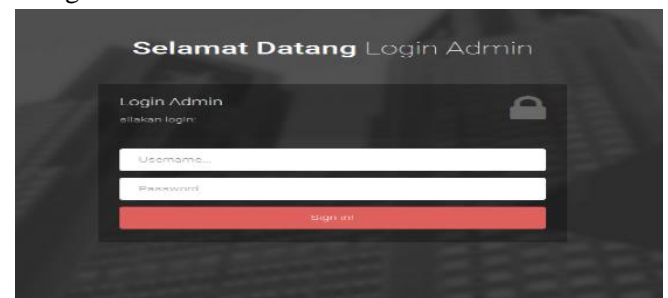 Selamat Datang Login Admin
Login Admin
silakan login:
Username...
Password
Sign in!